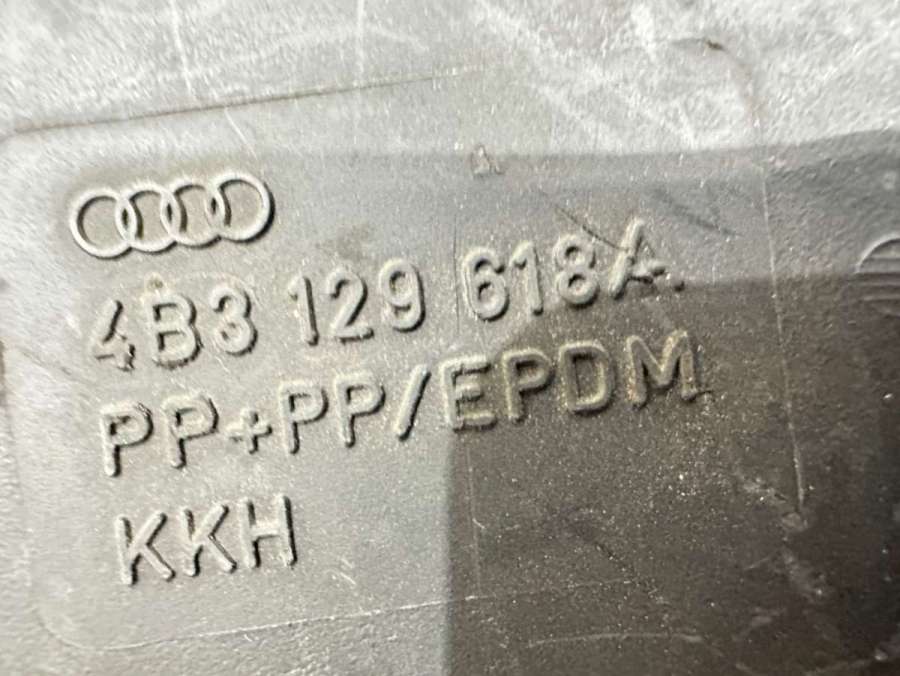 4B3 129 618A
PP+PP/EPDM
KKH